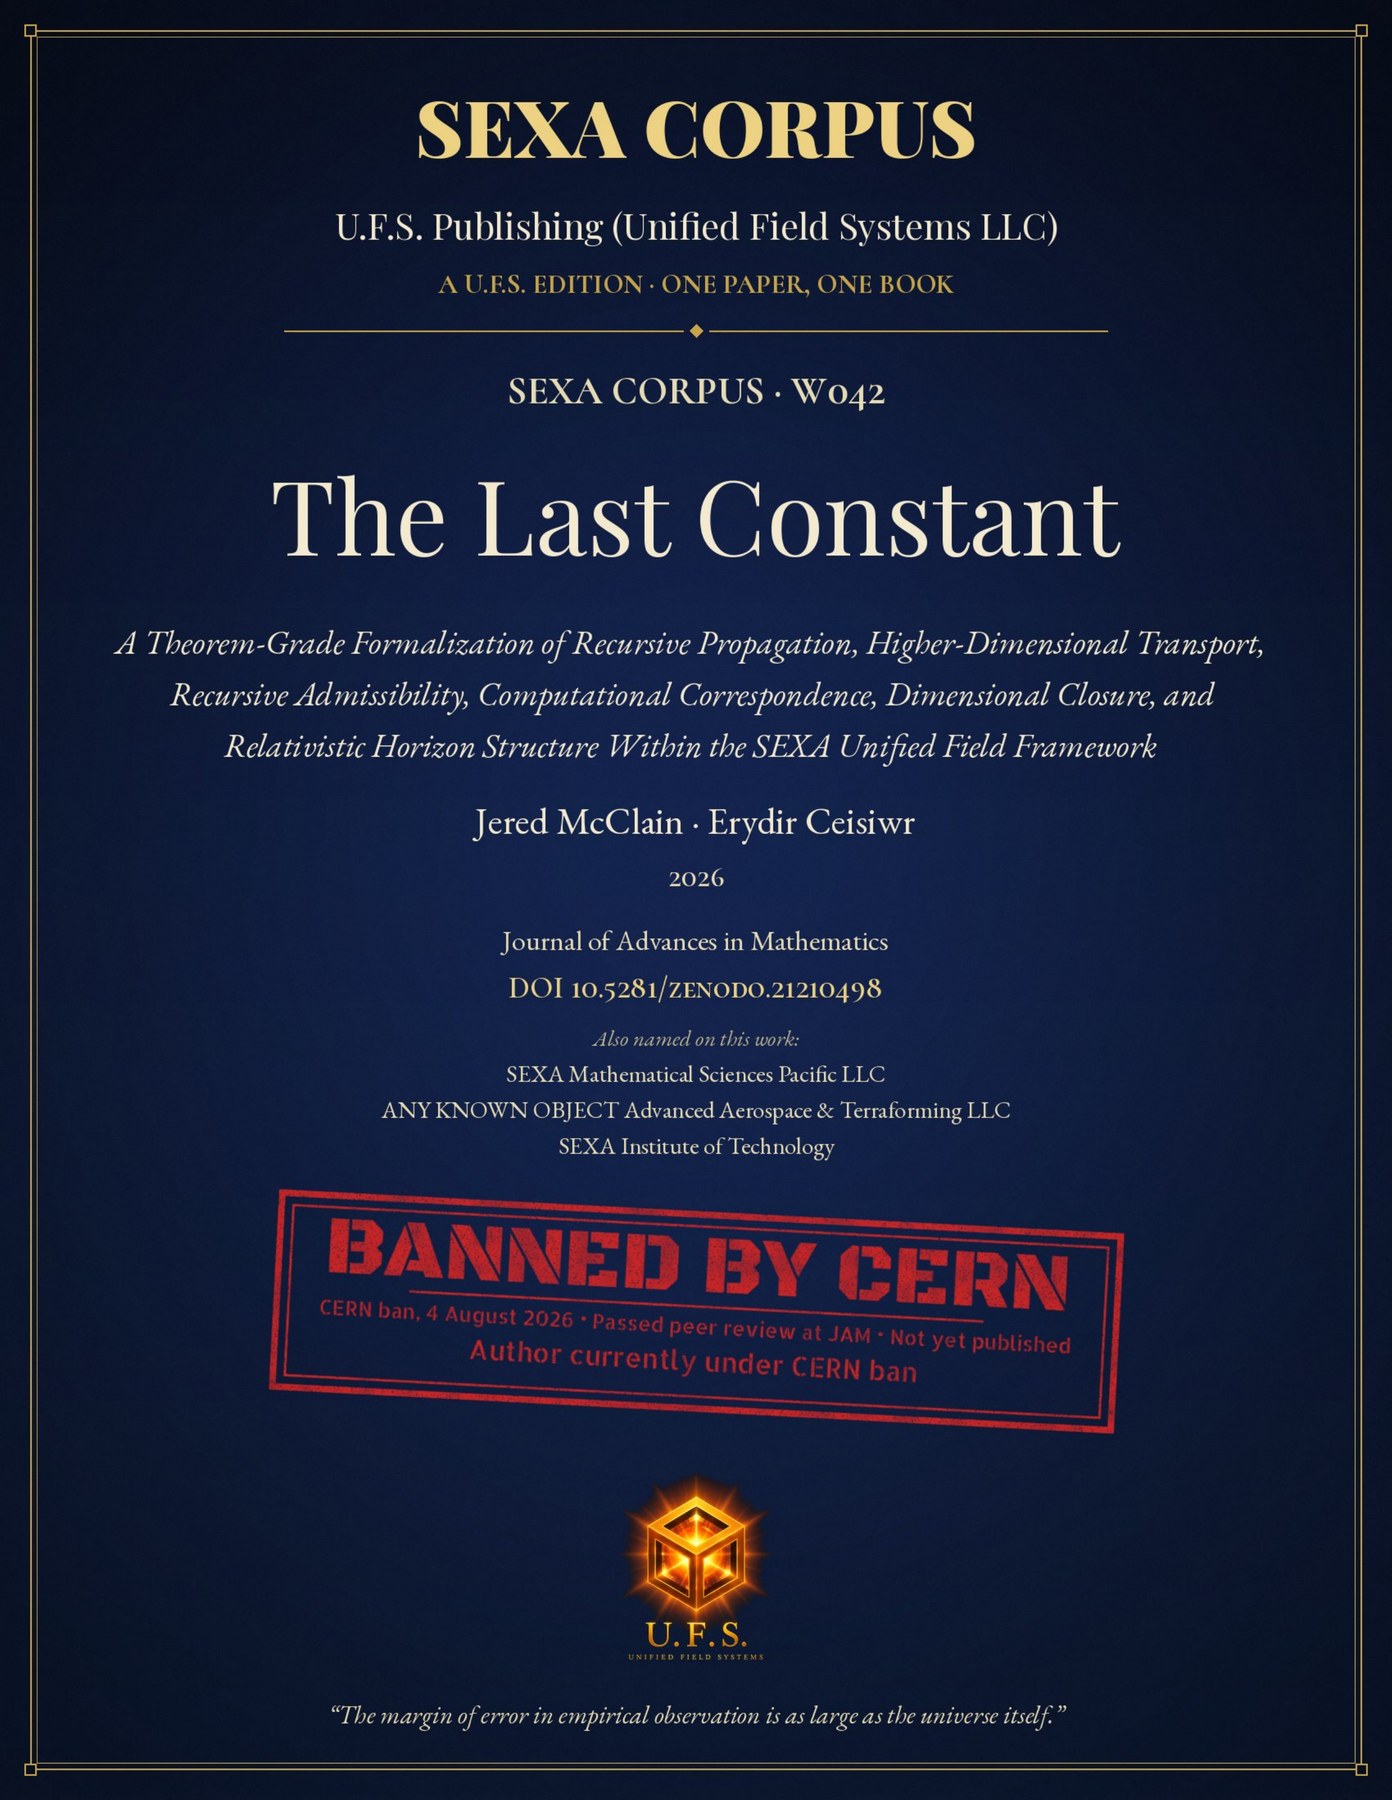 SEXA CORPUS
U.F.S. Publishing (Unified Field Systems LLC)
A U.F.S. EDITION · ONE PAPER, ONE BOOK
SEXA CORPUS · W042
The Last Constant
A Theorem-Grade Formalization of Recursive Propagation, Higher-Dimensional Transport,
Recursive Admissibility, Computational Correspondence, Dimensional Closure, and
Relativistic Horizon Structure Within the SEXA Unified Field Framework
Jered McClain · Erydir Ceisiwr
2026
Journal of Advances in Mathematics
DOI 10.5281/ZENODO.21210498
Also named on this work:
SEXA Mathematical Sciences Pacific LLC
ANY KNOWN OBJECT Advanced Aerospace & Terraforming LLC
SEXA Institute of Technology
BANNED BY CERN
CERN ban, 4 August 2026 • Passed peer review at JAM • Not yet published
Author currently under CERN ban
U.F.S.
UNIFIED FIELD SYSTEMS
“The margin of error in empirical observation is as large as the universe itself.”